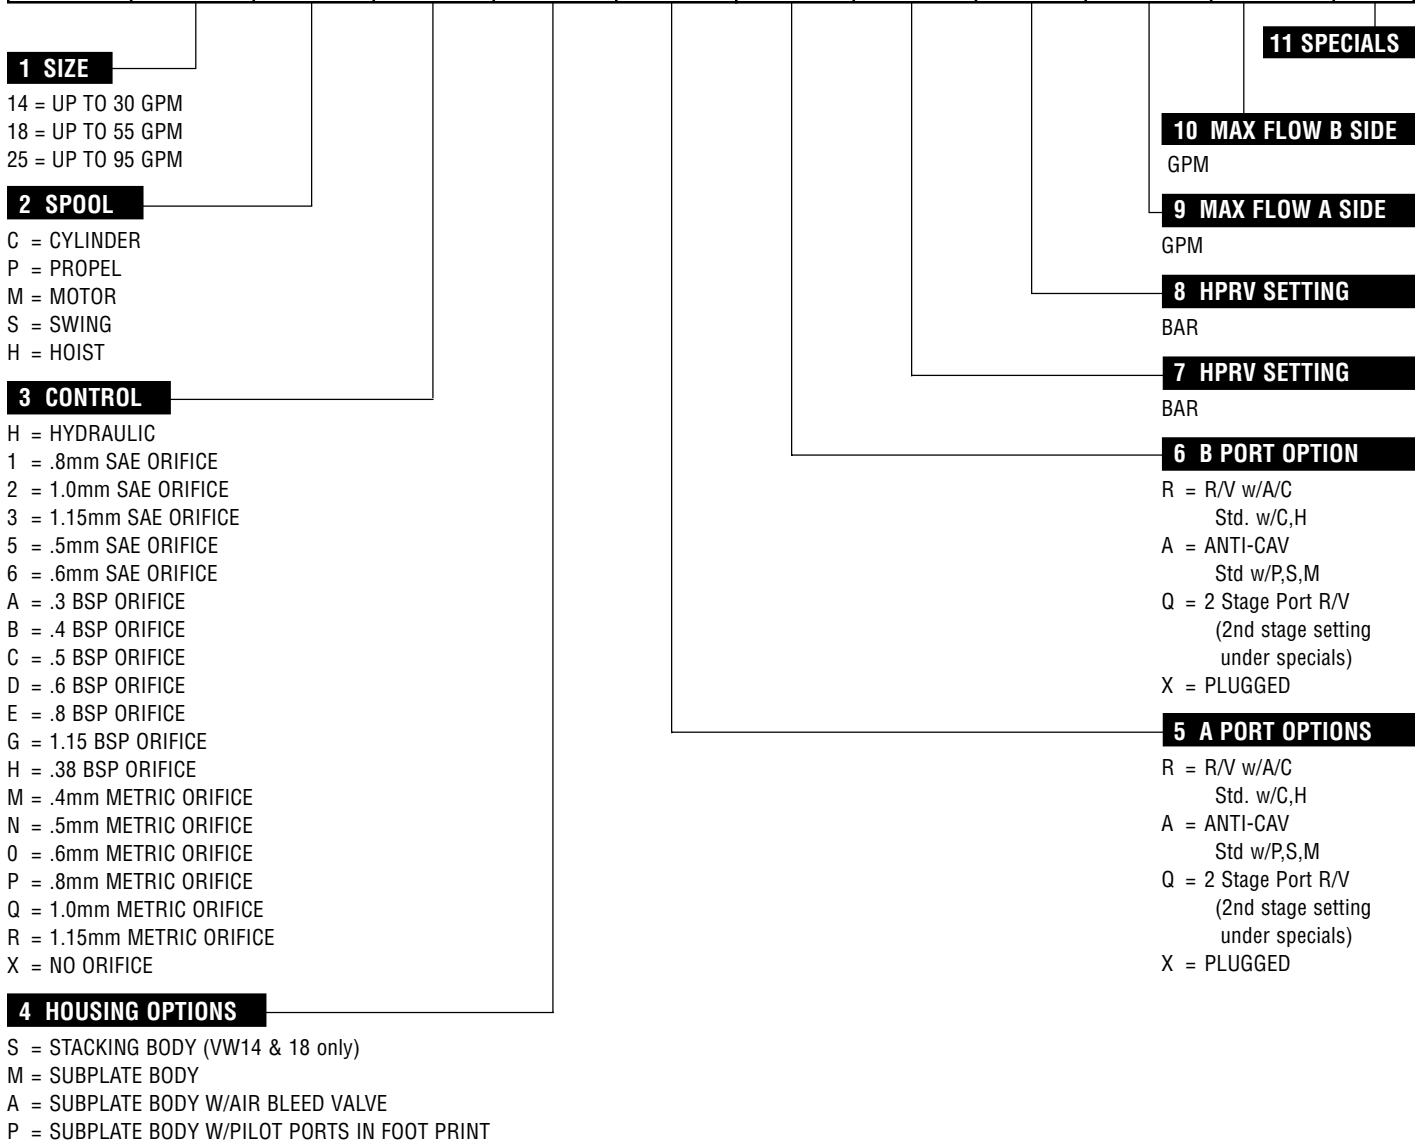 1 SIZE
14 = UP TO 30 GPM
18 = UP TO 55 GPM
25 = UP TO 95 GPM
2 SPOOL
C = CYLINDER
P = PROPEL
M = MOTOR
S = SWING
H = HOIST
3 CONTROL
H = HYDRAULIC
1 = .8mm SAE ORIFICE
2 = 1.0mm SAE ORIFICE
3 = 1.15mm SAE ORIFICE
5 = .5mm SAE ORIFICE
6 = .6mm SAE ORIFICE
A = .3 BSP ORIFICE
B = .4 BSP ORIFICE
C = .5 BSP ORIFICE
D = .6 BSP ORIFICE
E = .8 BSP ORIFICE
G = 1.15 BSP ORIFICE
H = .38 BSP ORIFICE
M = .4mm METRIC ORIFICE
N = .5mm METRIC ORIFICE
0 = .6mm METRIC ORIFICE
P = .8mm METRIC ORIFICE
Q = 1.0mm METRIC ORIFICE
R = 1.15mm METRIC ORIFICE
X = NO ORIFICE
4 HOUSING OPTIONS
S = STACKING BODY (VW14 & 18 only)
M = SUBPLATE BODY
A = SUBPLATE BODY W/AIR BLEED VALVE
P = SUBPLATE BODY W/PILOT PORTS IN FOOT PRINT
11 SPECIALS
10 MAX FLOW B SIDE
GPM
9 MAX FLOW A SIDE
GPM
8 HPRV SETTING
BAR
7 HPRV SETTING
BAR
6 B PORT OPTION
R = R/V w/A/C
Std. w/C,H
A = ANTI-CAV
Std w/P,S,M
Q = 2 Stage Port R/V
(2nd stage setting
under specials)
X = PLUGGED
5 A PORT OPTIONS
R = R/V w/A/C
Std. w/C,H
A = ANTI-CAV
Std w/P,S,M
Q = 2 Stage Port R/V
(2nd stage setting
under specials)
X = PLUGGED